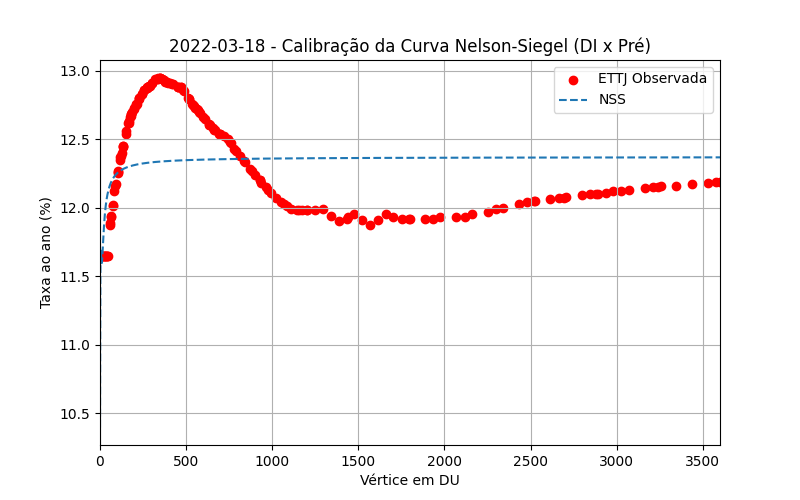 2022-03-18 - Calibração da Curva Nelson-Siegel (DI x Pré)
ETTJ Observada
NSS
Taxa ao ano (%)
13.0
12.5
12.0
11.5
11.0
10.5
0 500 1000 1500 2000 2500 3000 3500
Vértice em DU